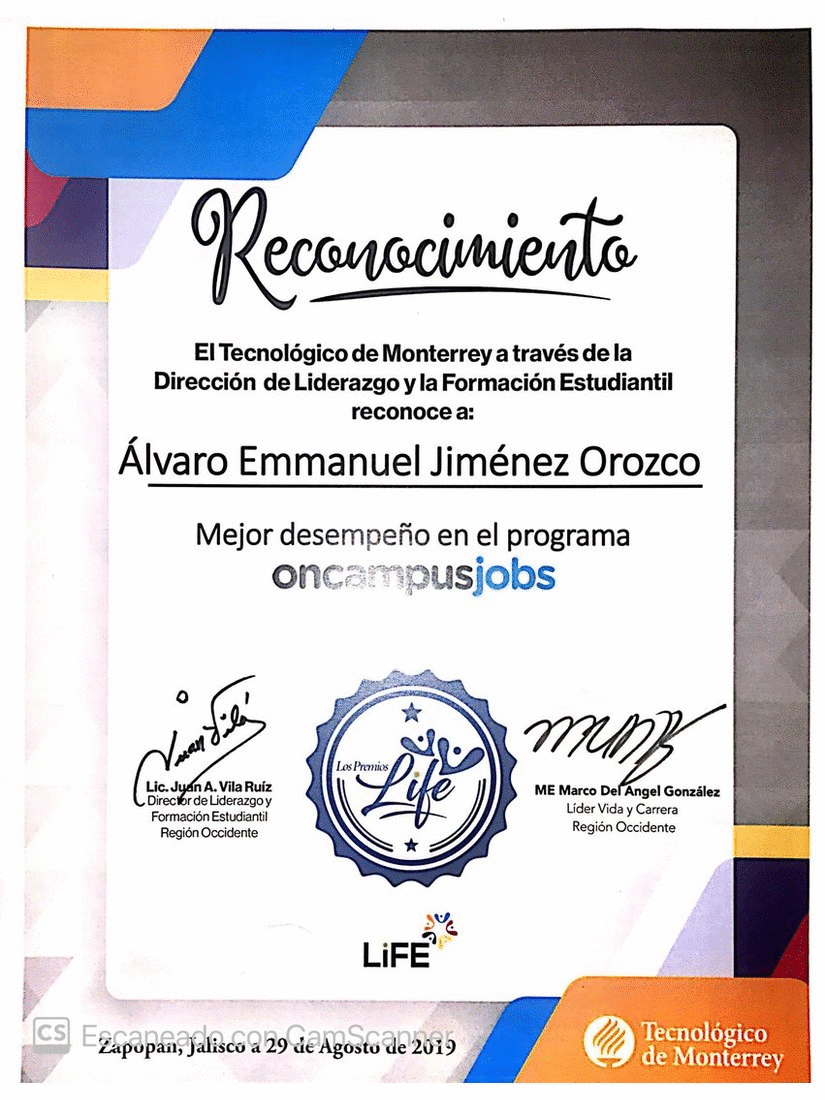 Reconocimiento
El Tecnológico de Monterrey a través de la
Dirección de Liderazgo y la Formación Estudiantil
reconoce a:
Álvaro Emmanuel Jiménez Orozco
Mejor desempeño en el programa
oncampusjobs
Juan Vila
Lic. Juan A. Vila Ruíz
Director de Liderazgo y
Formación Estudiantil
Región Occidente
Los Premios
Life
ME Marco Del Ángel González
Líder Vida y Carrera
Región Occidente
LiFE
CS Escaneado con CamScanner
Zapopan, Jalisco a 29 de Agosto de 2019
Tecnológico
de Monterrey